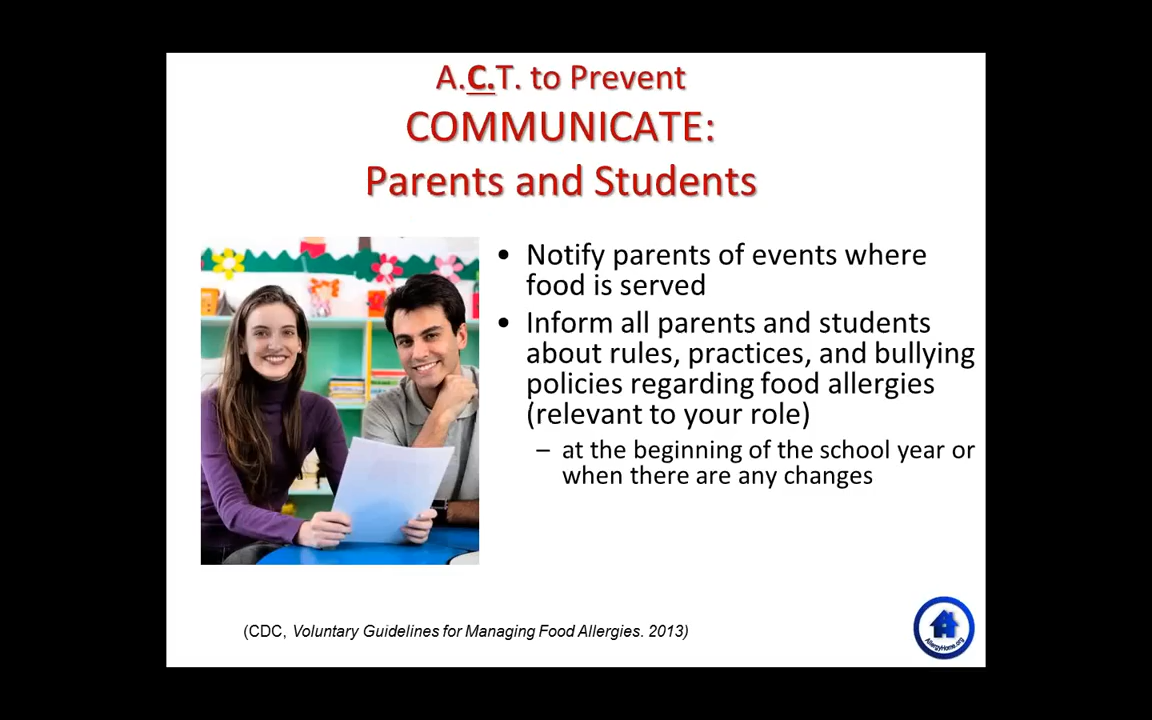 A.C.T. to Prevent
COMMUNICATE:
Parents and Students
• Notify parents of events where
food is served
• Inform all parents and students
about rules, practices, and bullying
policies regarding food allergies
(relevant to your role)
– at the beginning of the school year or
when there are any changes
(CDC, Voluntary Guidelines for Managing Food Allergies. 2013)
AllergyHome.org